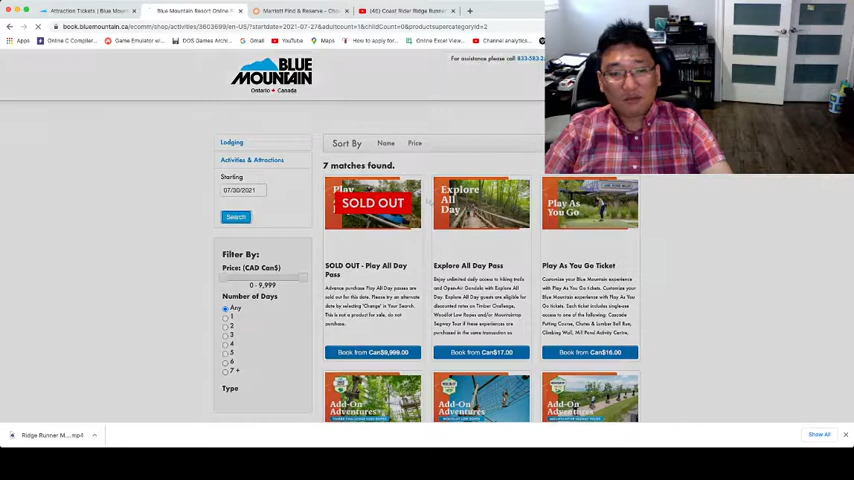 Attraction Tickets | Blue Mount
Blue Mountain Resort Online R
Marriott Find & Reserve - Ch
(46) Coast Rider Ridge Runner
book.bluemountain.ca/ecomm/shop/activities/3603699/en-US/?startdate=2021-07-27&adultcount=1&childCount=0&productsupercategoryid=2
Apps
Online C Compiler...
Game Emulator w...
DOS Games Archi...
Gmail
YouTube
Maps
How to apply for...
Online Excel View...
Channel analytics...
BLUE
MOUNTAIN
Ontario Canada
For assistance please call 833-583.2
Lodging
Activities & Attractions
Starting
07/30/2021
Search
Filter By:
Price: (CAD Can$)
0 - 9,999
Number of Days
Any
1
2
3
4
5
6
7 +
Type
Sort By
Name
Price
7 matches found.
Play
SOLD OUT
SOLD OUT - Play All Day
Pass
Advance purchase Play All Day passes are
sold out for this date. Please try an alternate
date by selecting 'Change' in Your Search.
This is not a product for sale, do not
purchase.
Book from Can$9,999.00
Explore
All
Day
Explore All Day Pass
Enjoy unlimited daily access to hiking trails
and Open-Air Gondola with Explore All
Day. Explore All Day guests are eligible for
discounted rates on Timber Challenge,
Woodlot Low Ropes and/or Mountaintop
Segway Tour if these experiences are
purchased in the same transaction as
Book from Can$17.00
Play As
You Go
Play As You Go Ticket
Customize your Blue Mountain experience
with Play As You Go tickets. Customize your
Blue Mountain experience with Play As You
Go tickets. Each ticket includes single-use
access to one of the following: Cascade
Putting Course, Chutes & Lumber Ball Run,
Climbing Wall, Mill Pond Activity Centre,
Book from Can$16.00
Add-On
Adventures
Add-On
Adventures
Add-On
Adventures
Ridge Runner M....mp4
Show All